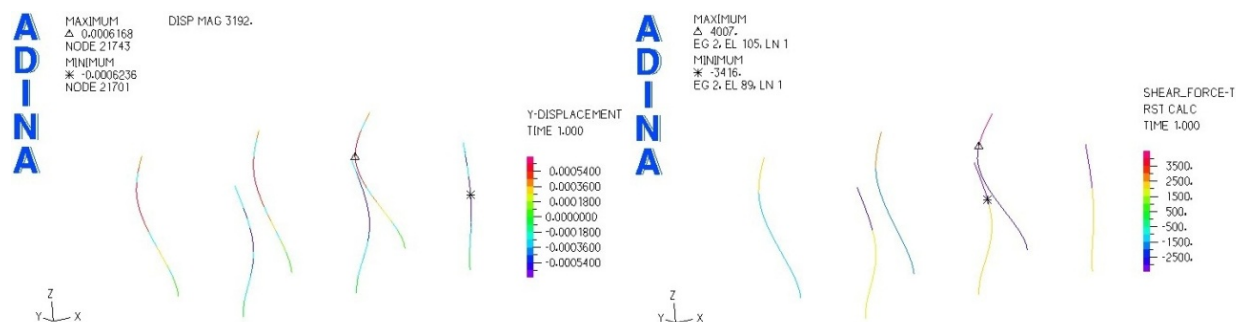 ADINA
MAXIMUM
△ 0.0006168
NODE 21743
MINIMUM
* -0.0006236
NODE 21701
DISP MAG 3192.
Y-DISPLACEMENT
TIME 1.000
0.0005400
0.0003600
0.0001800
0.0000000
-0.0001800
-0.0003600
-0.0005400
Z
Y X
ADINA
MAXIMUM
△ 4007.
EG 2, EL 105, LN 1
MINIMUM
* -3416.
EG 2, EL 89, LN 1
SHEAR_FORCE-T
RST CALC
TIME 1.000
3500.
2500.
1500.
500.
-500.
-1500.
-2500.
Z
Y X